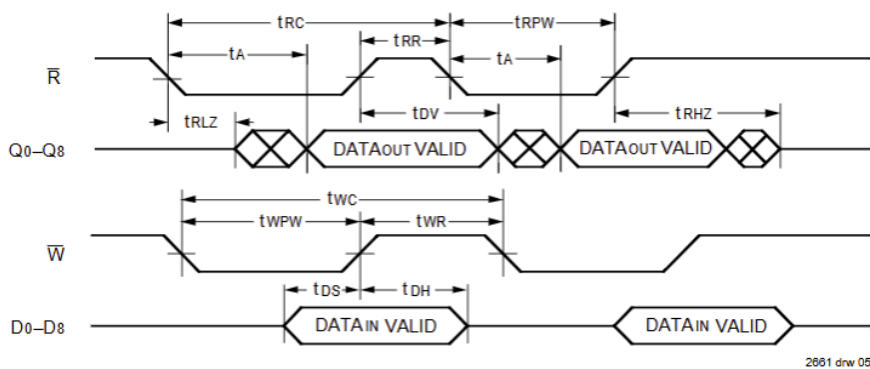 tRC tRPW
tA tRR tA
R̅
tRLZ tDV tRHZ
Q0–Q8 DATAOUT VALID DATAOUT VALID
tWC
tWPW tWR
W̅
tDS tDH
D0–D8 DATAIN VALID DATAIN VALID
2661 drw 05